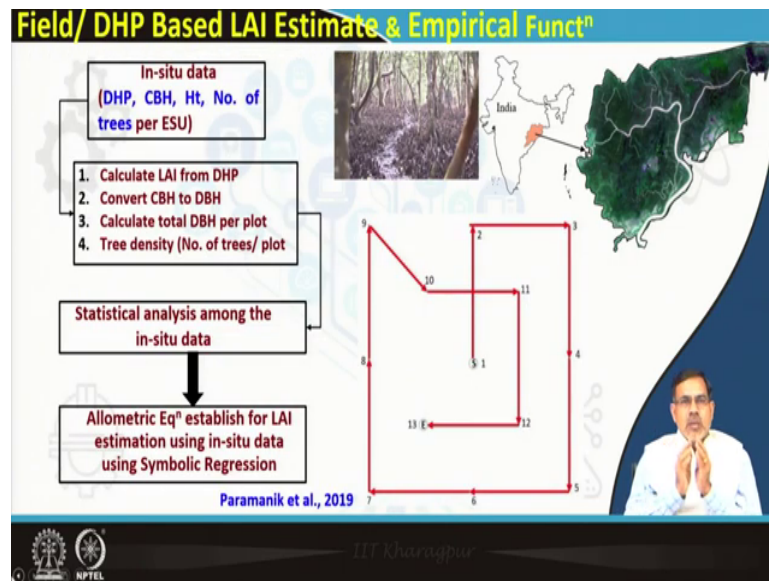 Field/ DHP Based LAI Estimate & Empirical Functⁿ
In-situ data
(DHP, CBH, Ht, No. of
trees per ESU)
1. Calculate LAI from DHP
2. Convert CBH to DBH
3. Calculate total DBH per plot
4. Tree density (No. of trees/ plot
Statistical analysis among the
in-situ data
Allometric Eqⁿ establish for LAI
estimation using in-situ data
using Symbolic Regression
Paramanik et al., 2019
India
9
2
3
10
11
8
S 1
4
13 E
12
7
6
5
NPTEL
IIT Kharagpur